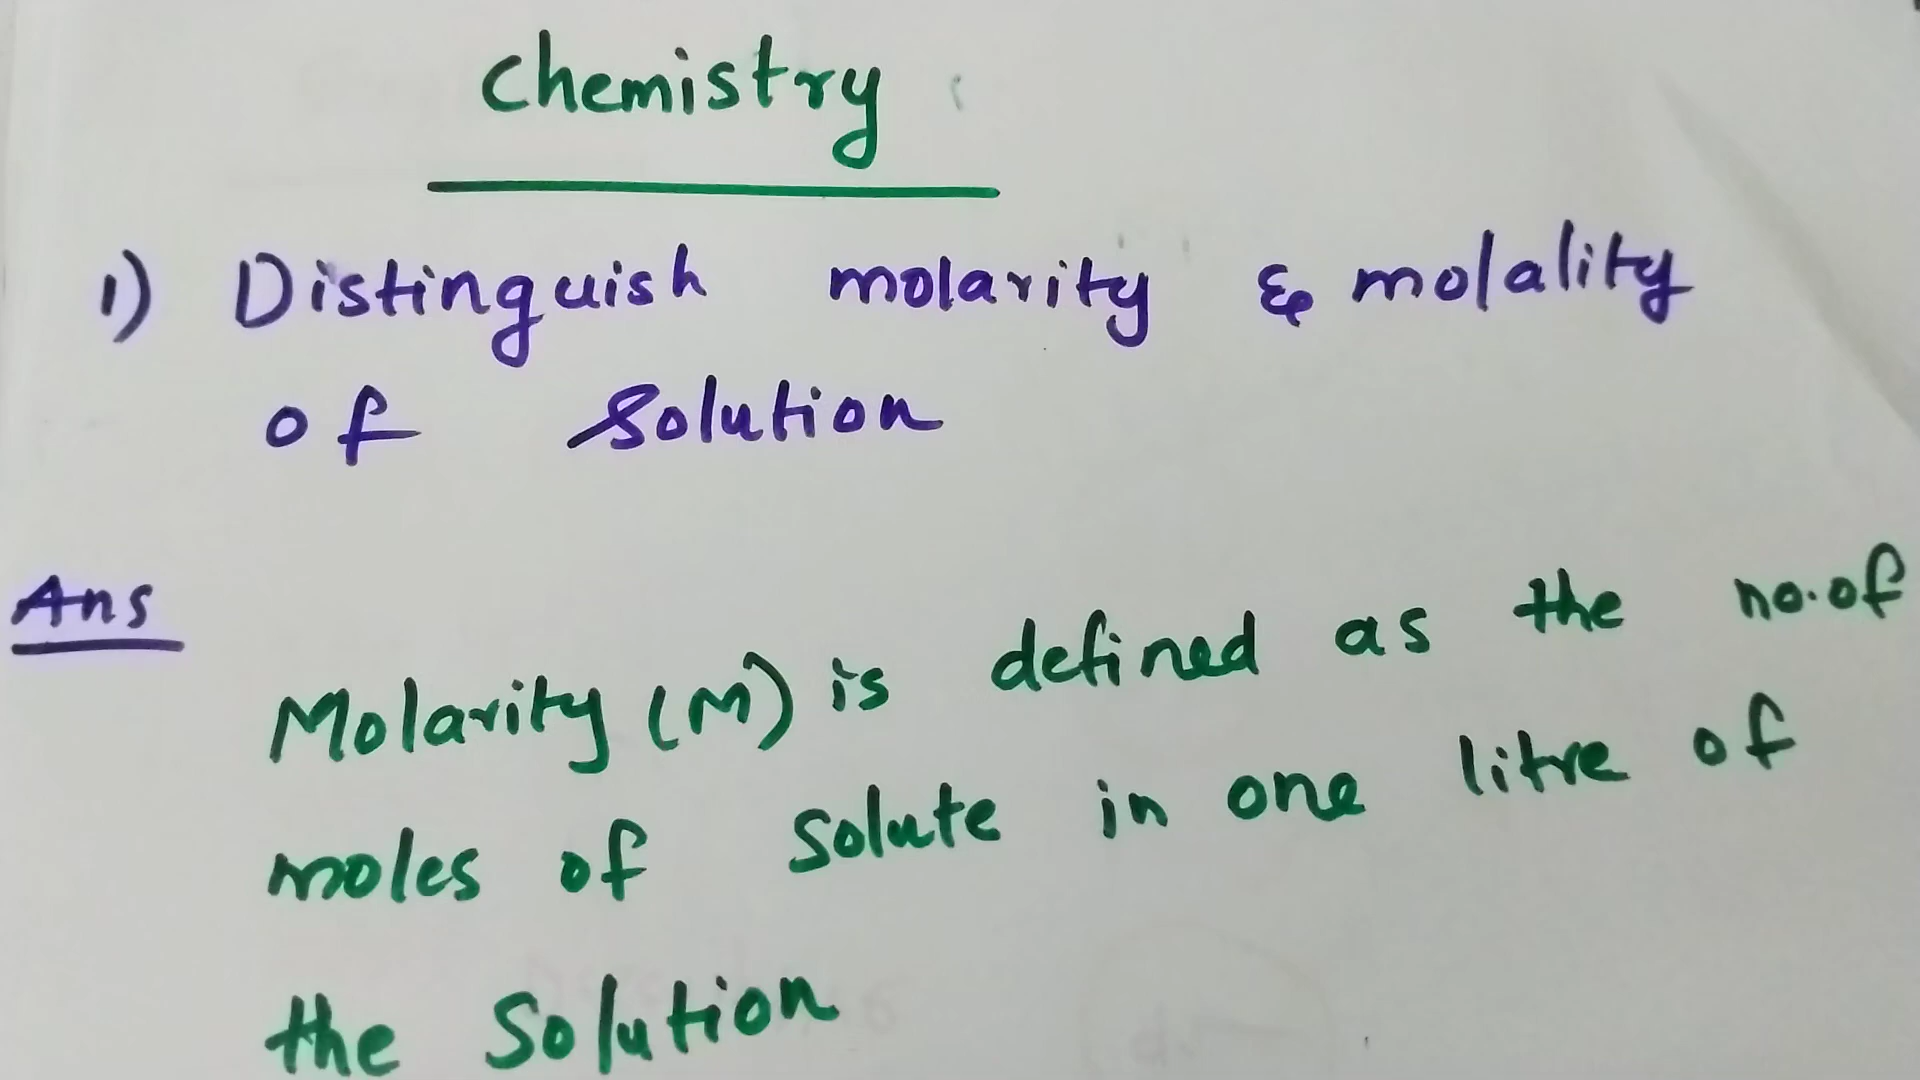 Chemistry
1) Distinguish molarity & molality
of Solution
Ans
Molarity (M) is defined as the no. of
moles of Solute in one litre of
the Solution